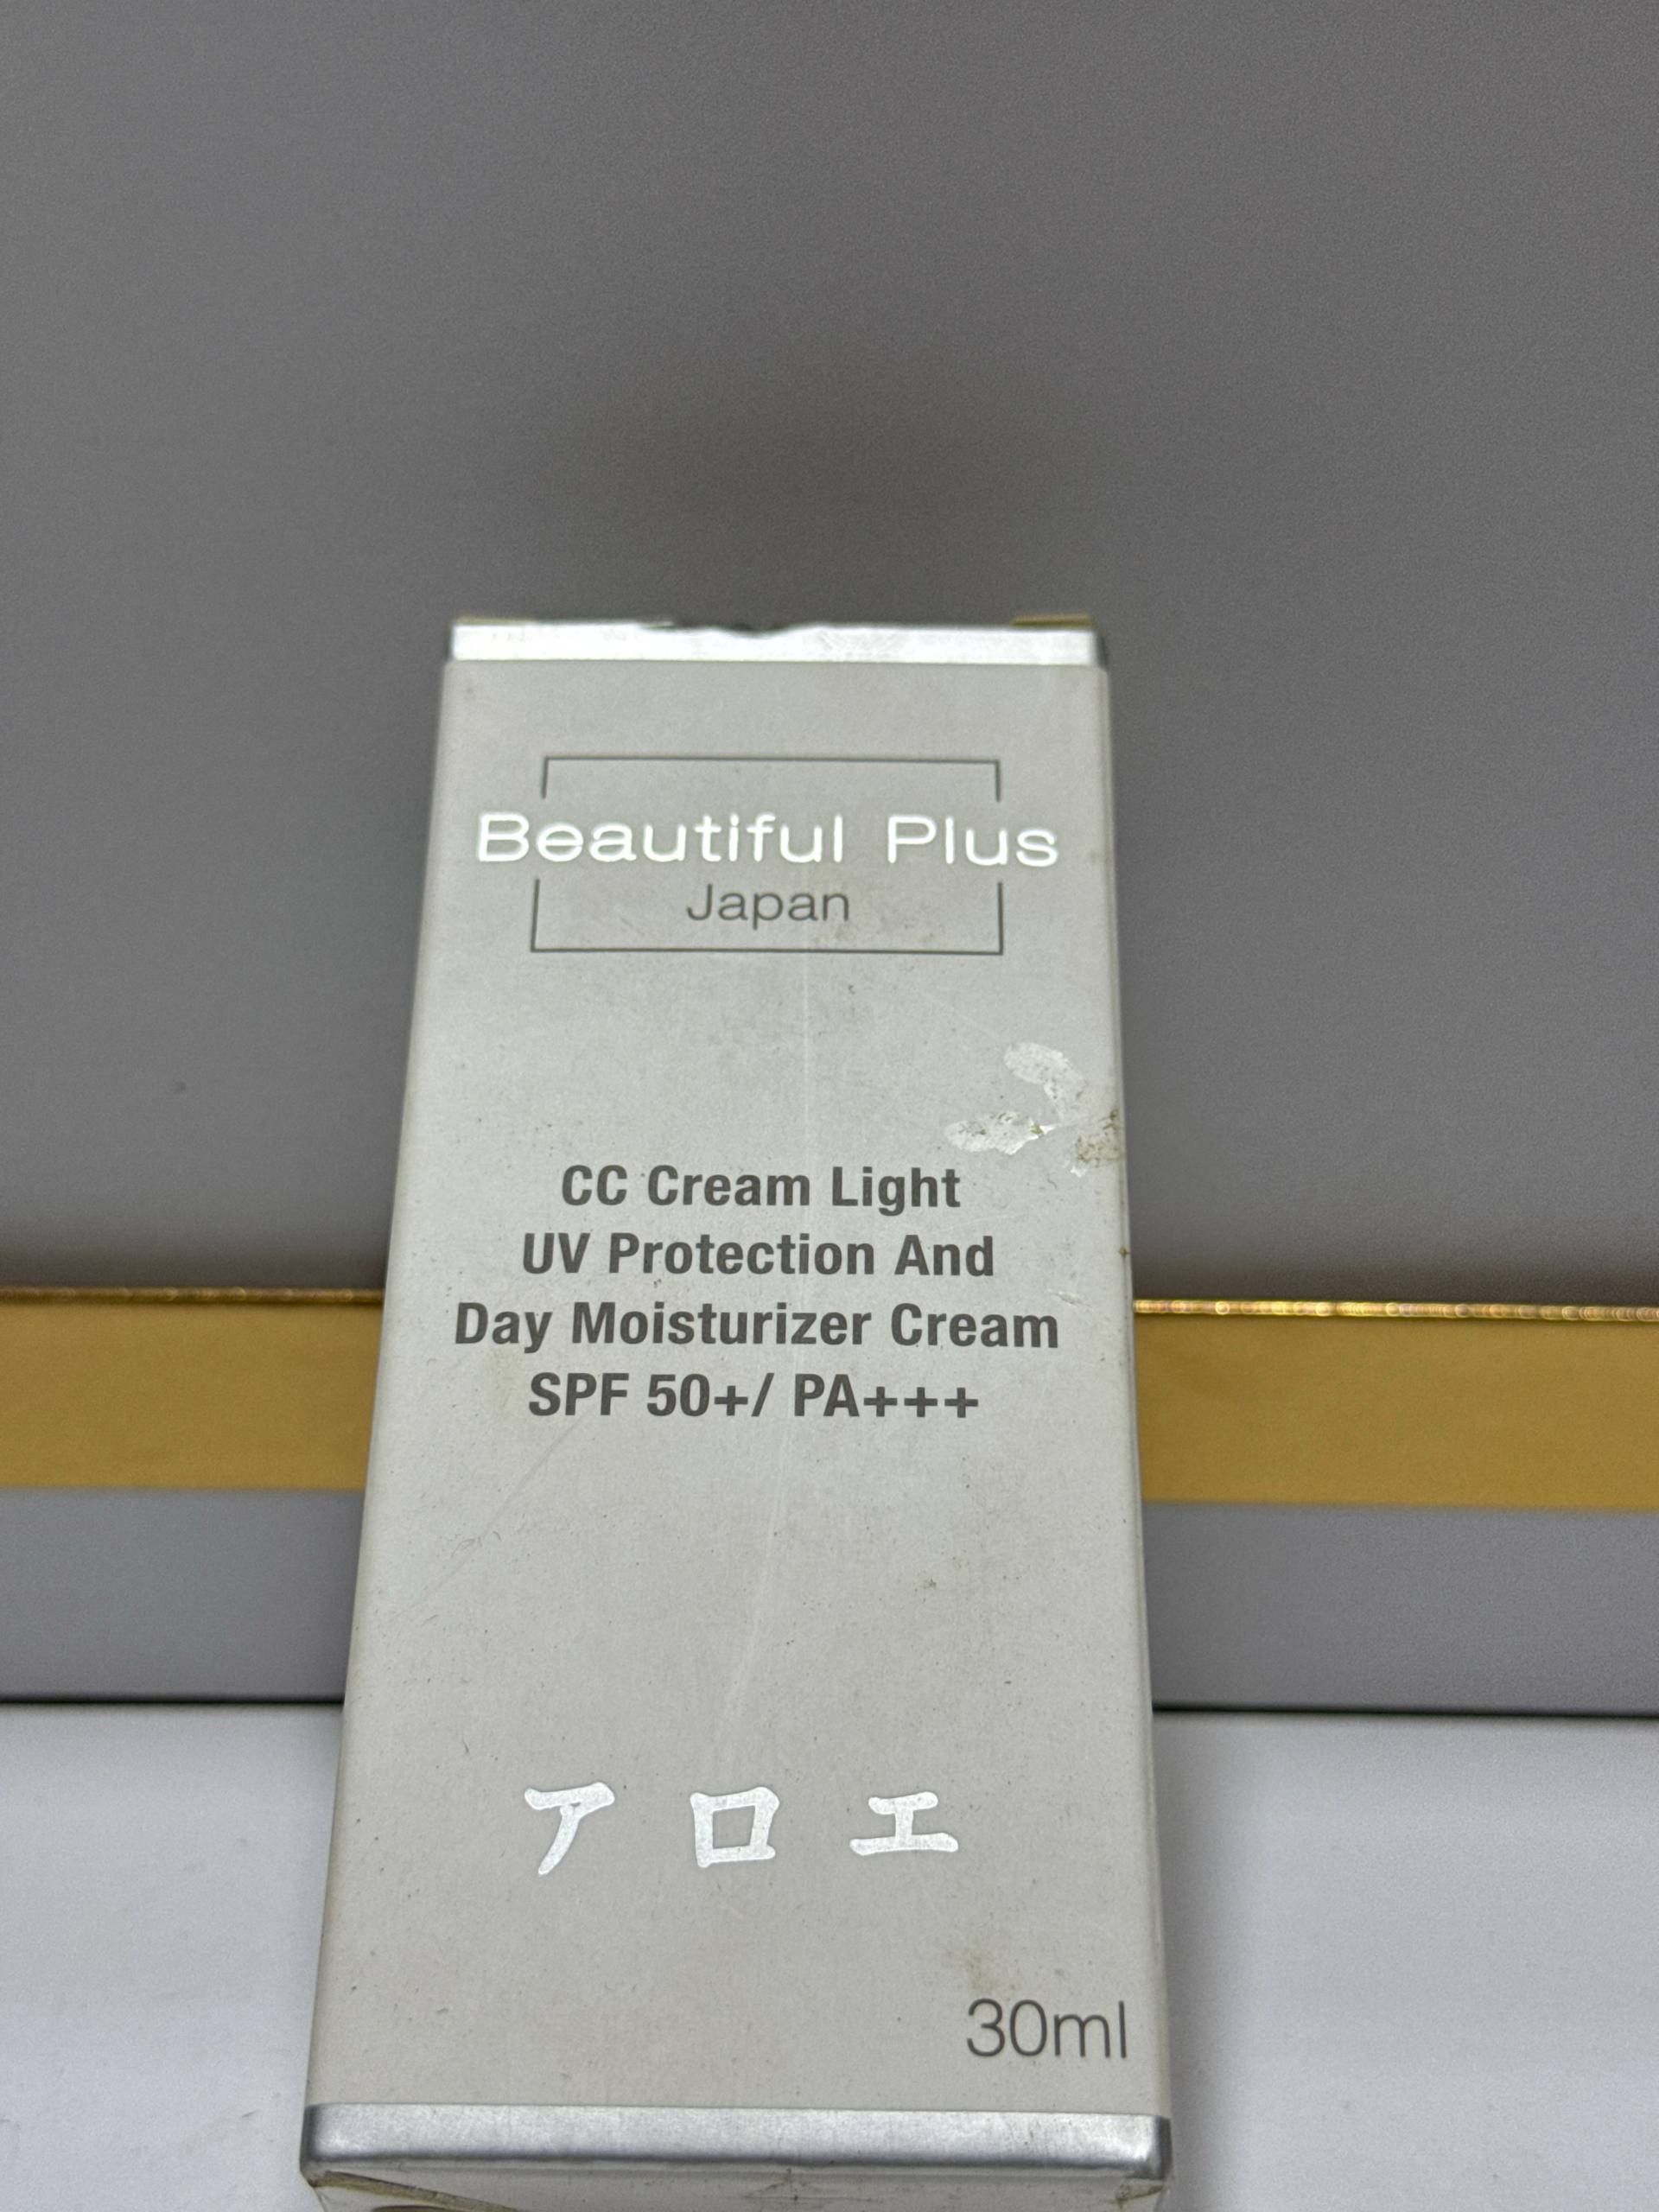 Beautiful Plus
Japan
CC Cream Light
UV Protection And
Day Moisturizer Cream
SPF 50+/ PA+++
アロエ
30ml